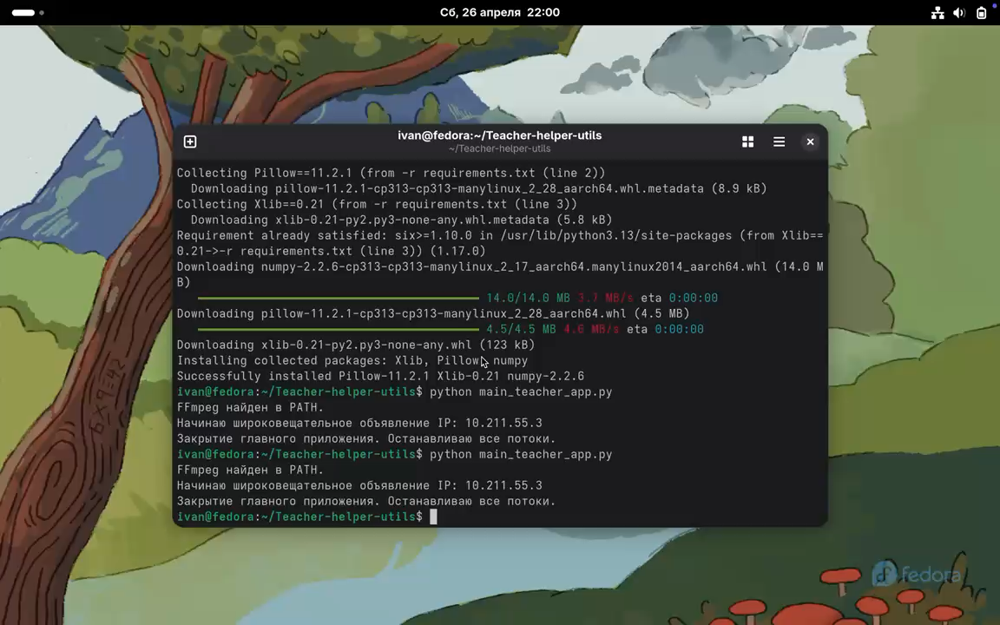 Сб, 26 апреля 22:00
ivan@fedora:~/Teacher-helper-utils
~/Teacher-helper-utils
Collecting Pillow==11.2.1 (from -r requirements.txt (line 2))
Downloading pillow-11.2.1-cp313-cp313-manylinux_2_28_aarch64.whl.metadata (8.9 kB)
Collecting Xlib==0.21 (from -r requirements.txt (line 3))
Downloading xlib-0.21-py2.py3-none-any.whl.metadata (5.8 kB)
Requirement already satisfied: six>=1.10.0 in /usr/lib/python3.13/site-packages (from Xlib==
0.21->-r requirements.txt (line 3)) (1.17.0)
Downloading numpy-2.2.6-cp313-cp313-manylinux_2_17_aarch64.manylinux2014_aarch64.whl (14.0 M
B)
14.0/14.0 MB 3.7 MB/s eta 0:00:00
Downloading pillow-11.2.1-cp313-cp313-manylinux_2_28_aarch64.whl (4.5 MB)
4.5/4.5 MB 4.6 MB/s eta 0:00:00
Downloading xlib-0.21-py2.py3-none-any.whl (123 kB)
Installing collected packages: Xlib, Pillow, numpy
Successfully installed Pillow-11.2.1 Xlib-0.21 numpy-2.2.6
ivan@fedora:~/Teacher-helper-utils$ python main_teacher_app.py
FFmpeg найден в PATH.
Начинаю широковещательное объявление IP: 10.211.55.3
Закрытие главного приложения. Останавливаю все потоки.
ivan@fedora:~/Teacher-helper-utils$ python main_teacher_app.py
FFmpeg найден в PATH.
Начинаю широковещательное объявление IP: 10.211.55.3
Закрытие главного приложения. Останавливаю все потоки.
ivan@fedora:~/Teacher-helper-utils$
6x9=42
fedora